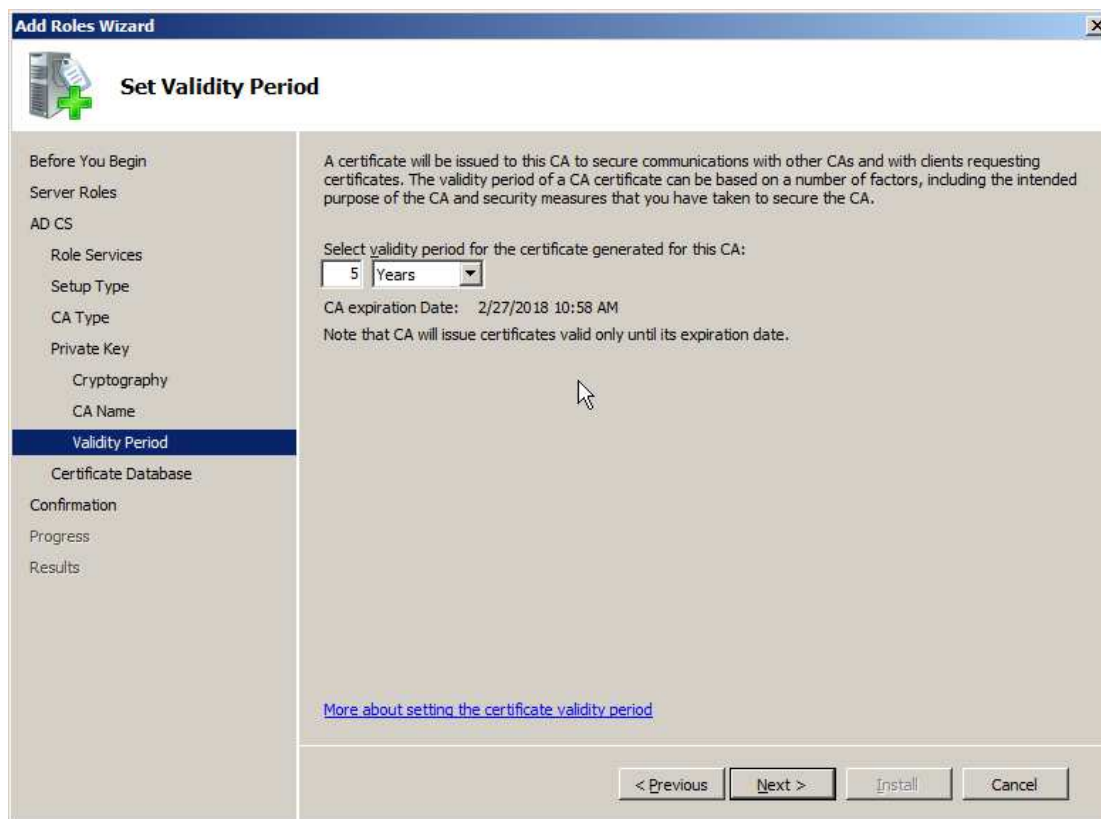 Add Roles Wizard
Set Validity Period
Before You Begin
Server Roles
AD CS
Role Services
Setup Type
CA Type
Private Key
Cryptography
CA Name
Validity Period
Certificate Database
Confirmation
Progress
Results
A certificate will be issued to this CA to secure communications with other CAs and with clients requesting
certificates. The validity period of a CA certificate can be based on a number of factors, including the intended
purpose of the CA and security measures that you have taken to secure the CA.
Select validity period for the certificate generated for this CA:
5 Years
CA expiration Date: 2/27/2018 10:58 AM
Note that CA will issue certificates valid only until its expiration date.
More about setting the certificate validity period
< Previous Next > Install Cancel